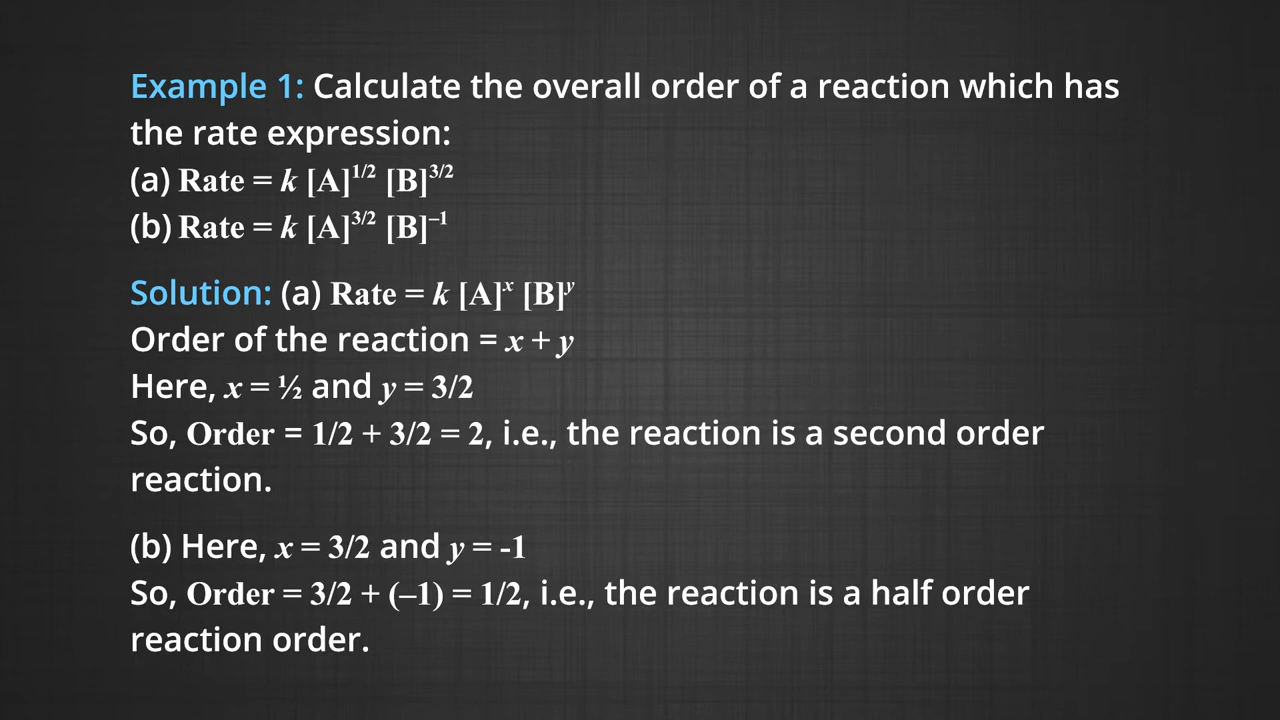 Example 1: Calculate the overall order of a reaction which has
the rate expression:
(a) Rate = k [A]^1/2 [B]^3/2
(b) Rate = k [A]^3/2 [B]^–1
Solution: (a) Rate = k [A]^x [B]^y
Order of the reaction = x + y
Here, x = ½ and y = 3/2
So, Order = 1/2 + 3/2 = 2, i.e., the reaction is a second order
reaction.
(b) Here, x = 3/2 and y = -1
So, Order = 3/2 + (–1) = 1/2, i.e., the reaction is a half order
reaction order.